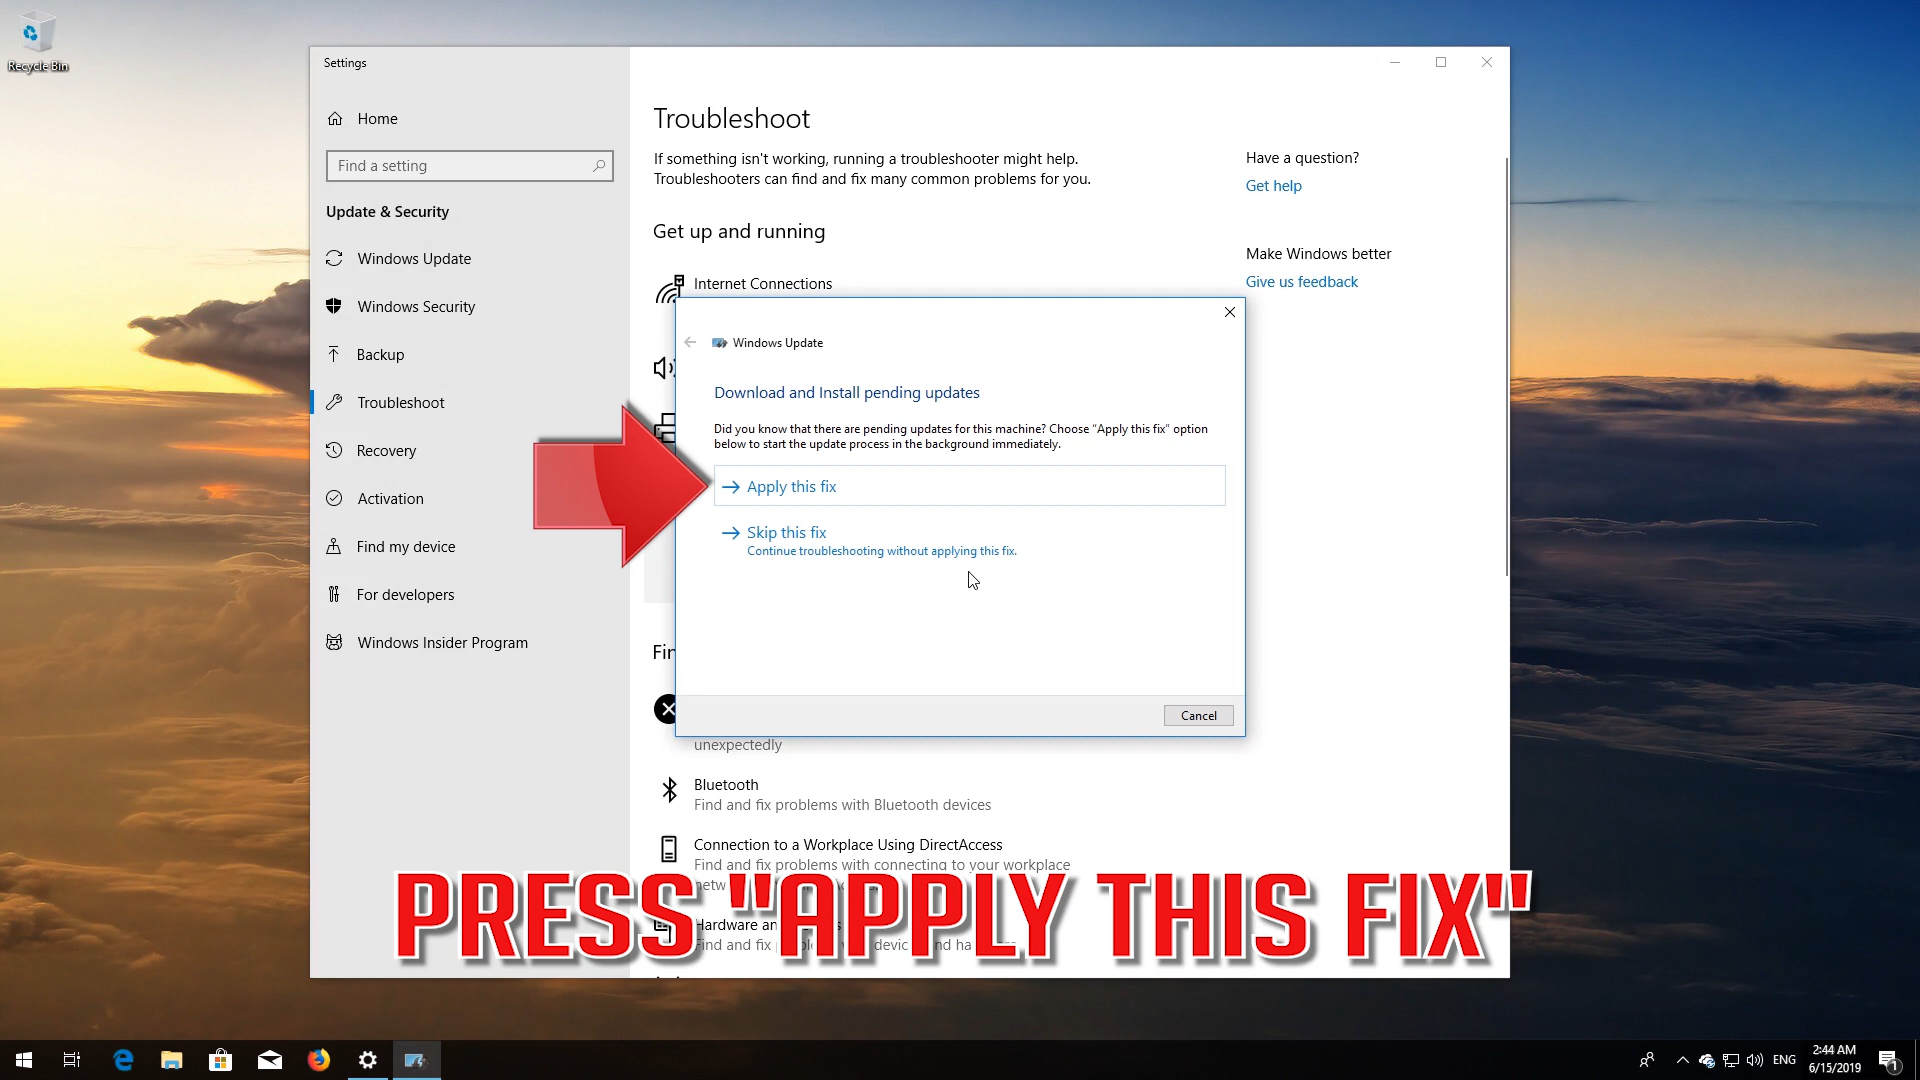 Recycle Bin
Settings
Home
Find a setting
Update & Security
Windows Update
Windows Security
Backup
Troubleshoot
Recovery
Activation
Find my device
For developers
Windows Insider Program
Troubleshoot
If something isn't working, running a troubleshooter might help.
Troubleshooters can find and fix many common problems for you.
Get up and running
Internet Connections
Have a question?
Get help
Make Windows better
Give us feedback
Windows Update
Download and Install pending updates
Did you know that there are pending updates for this machine? Choose "Apply this fix" option
below to start the update process in the background immediately.
Apply this fix
Skip this fix
Continue troubleshooting without applying this fix.
Cancel
unexpectedly
Bluetooth
Find and fix problems with Bluetooth devices
Connection to a Workplace Using DirectAccess
Find and fix problems with connecting to your workplace
Hardware
Find and fix
PRESS "APPLY THIS FIX"
ENG
2:44 AM
6/15/2019
1